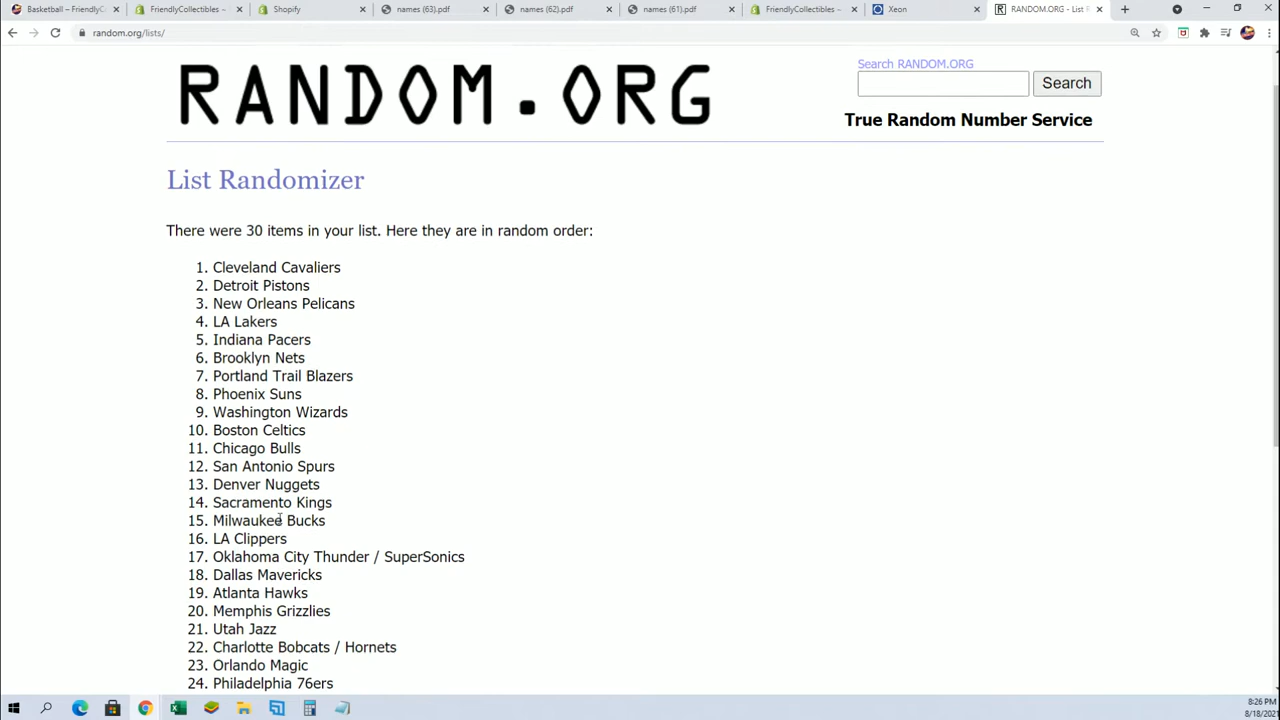 Basketball – FriendlyC
FriendlyCollectibles ~
Shopify
names (63).pdf
names (62).pdf
names (61).pdf
FriendlyCollectibles ~
Xeon
RANDOM.ORG - List R
random.org/lists/
RANDOM.ORG
Search RANDOM.ORG
Search
True Random Number Service
List Randomizer
There were 30 items in your list. Here they are in random order:
1. Cleveland Cavaliers
2. Detroit Pistons
3. New Orleans Pelicans
4. LA Lakers
5. Indiana Pacers
6. Brooklyn Nets
7. Portland Trail Blazers
8. Phoenix Suns
9. Washington Wizards
10. Boston Celtics
11. Chicago Bulls
12. San Antonio Spurs
13. Denver Nuggets
14. Sacramento Kings
15. Milwaukee Bucks
16. LA Clippers
17. Oklahoma City Thunder / SuperSonics
18. Dallas Mavericks
19. Atlanta Hawks
20. Memphis Grizzlies
21. Utah Jazz
22. Charlotte Bobcats / Hornets
23. Orlando Magic
24. Philadelphia 76ers
8:26 PM
8/18/202